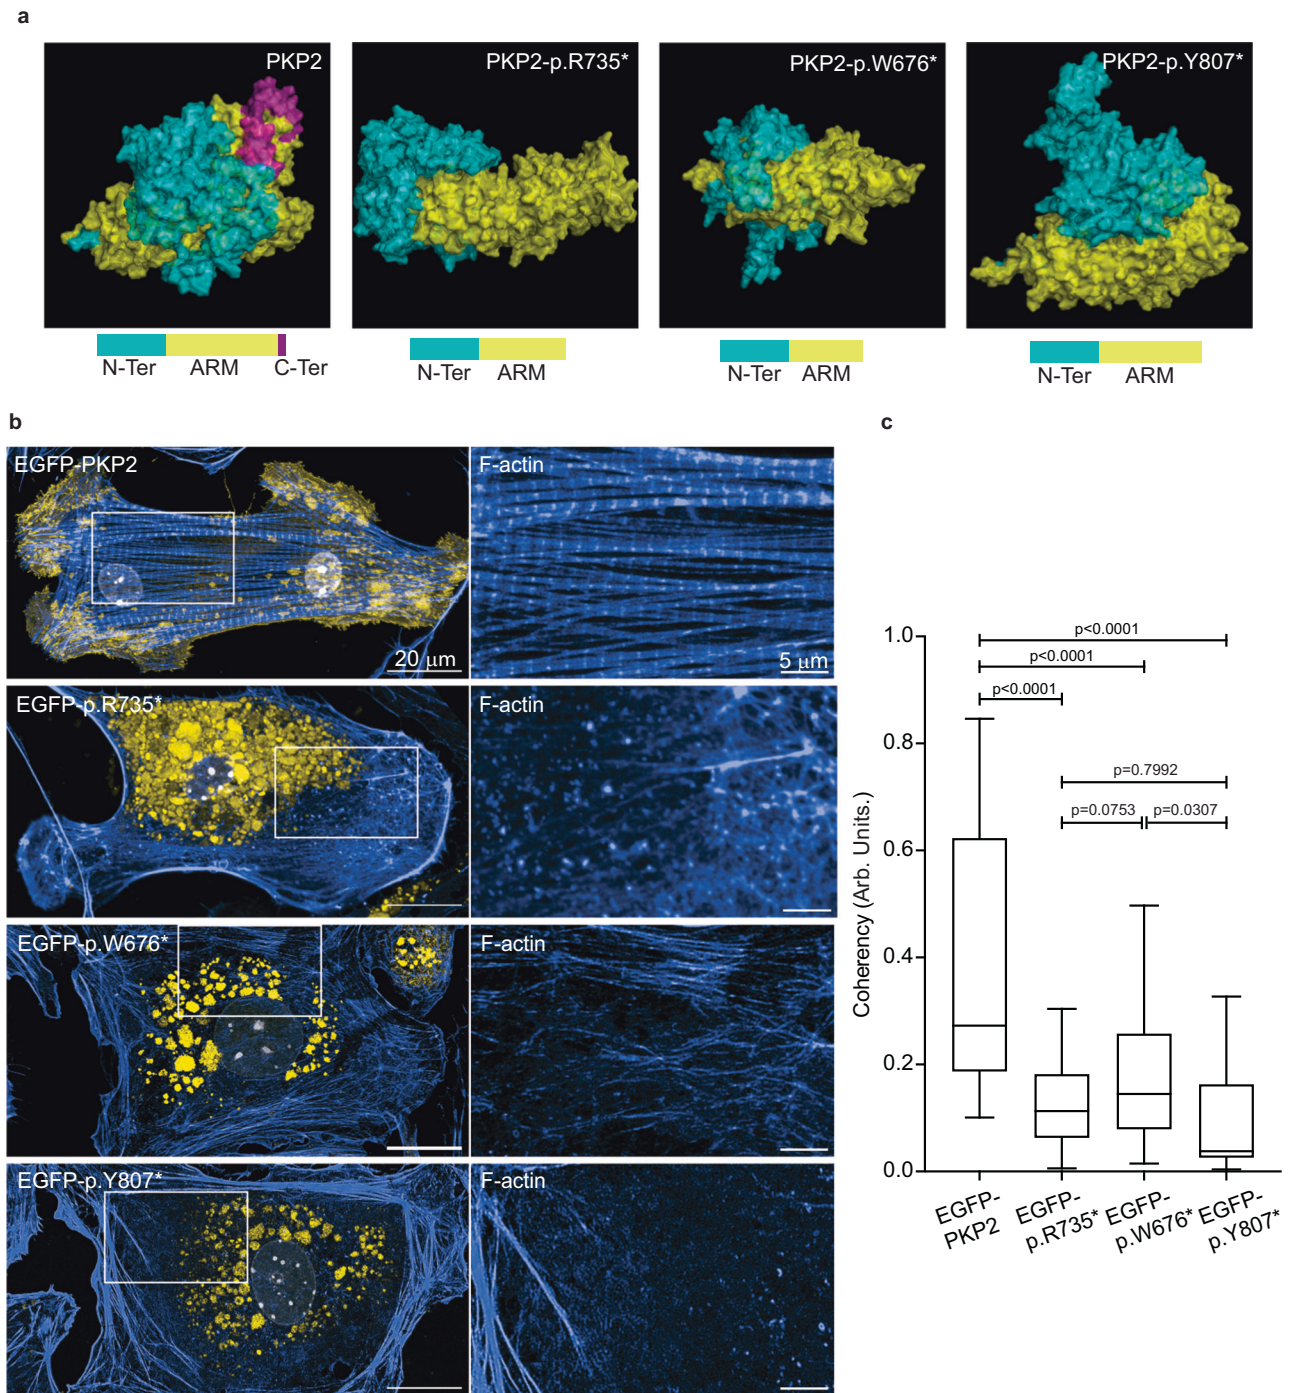 a
PKP2
PKP2-p.R735*
PKP2-p.W676*
PKP2-p.Y807*
N-Ter ARM C-Ter
N-Ter ARM
N-Ter ARM
N-Ter ARM
b
EGFP-PKP2
F-actin
20 μm
5 μm
EGFP-p.R735*
F-actin
EGFP-p.W676*
F-actin
EGFP-p.Y807*
F-actin
c
Coherency (Arb. Units.)
1.0
0.8
0.6
0.4
0.2
0.0
p<0.0001
p<0.0001
p<0.0001
p=0.7992
p=0.0753
p=0.0307
EGFP-
PKP2
EGFP-
p.R735*
EGFP-
p.W676*
EGFP-
p.Y807*